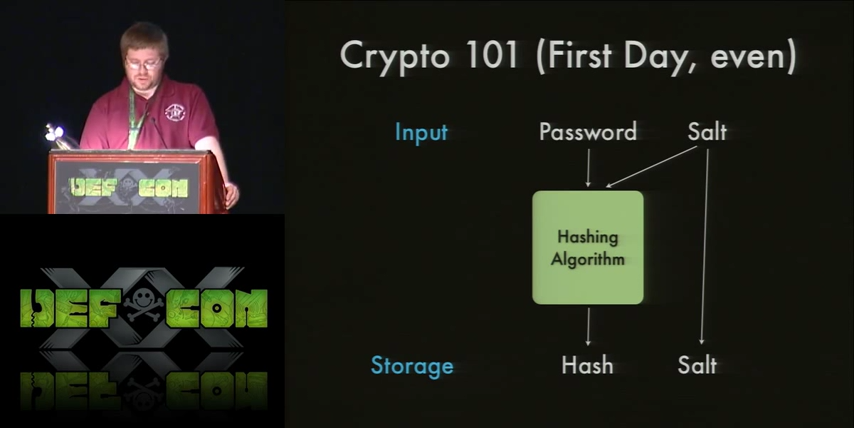 Crypto 101 (First Day, even)
Input
Password
Salt
Hashing
Algorithm
Storage
Hash
Salt
DEF CON
XX
DEF CON
DEF CON